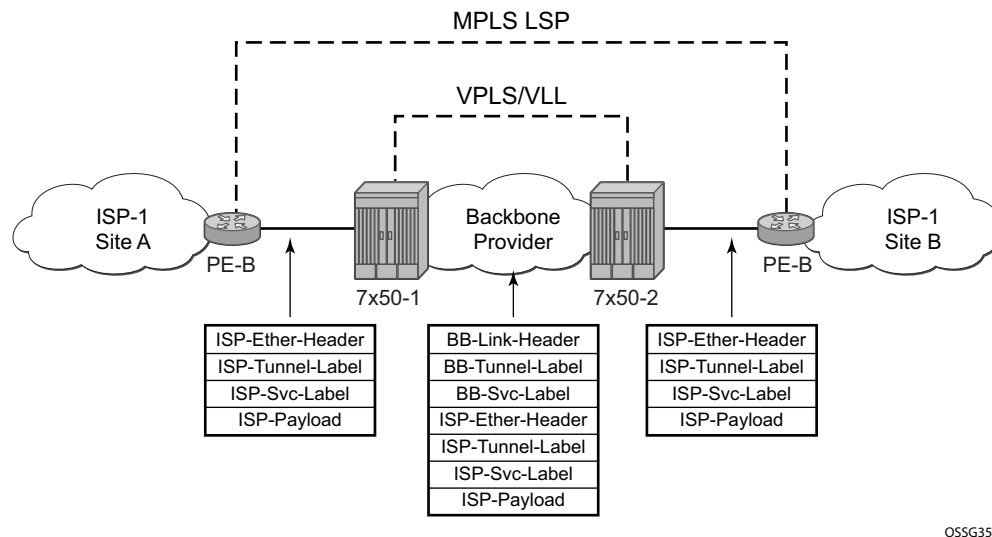 MPLS LSP
VPLS/VLL
ISP-1
Site A
PE-B
7x50-1
Backbone
Provider
7x50-2
PE-B
ISP-1
Site B
ISP-Ether-Header
ISP-Tunnel-Label
ISP-Svc-Label
ISP-Payload
BB-Link-Header
BB-Tunnel-Label
BB-Svc-Label
ISP-Ether-Header
ISP-Tunnel-Label
ISP-Svc-Label
ISP-Payload
ISP-Ether-Header
ISP-Tunnel-Label
ISP-Svc-Label
ISP-Payload
OSSG35